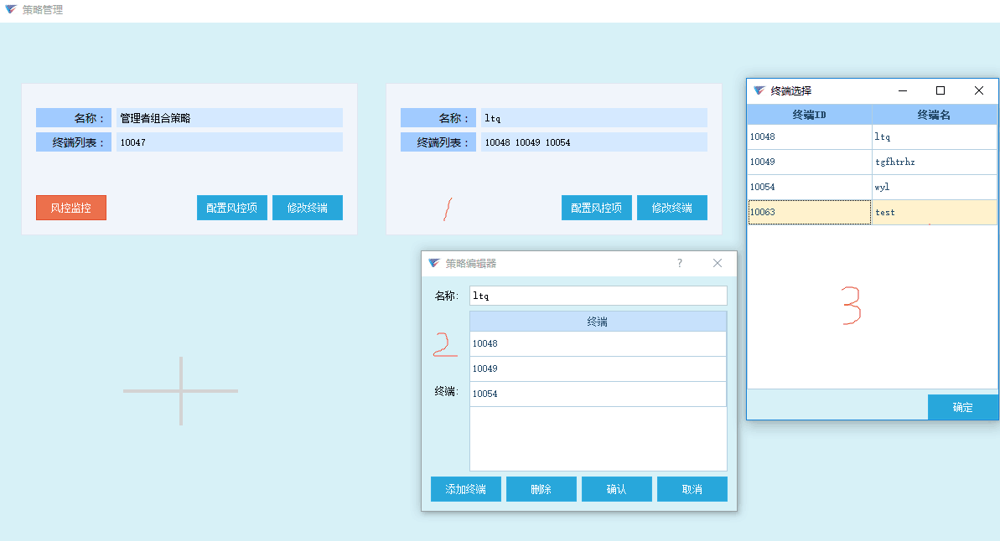 策略管理
名称：
管理者组合策略
终端列表：
10047
风控监控
配置风控项
修改终端
名称：
ltq
终端列表：
10048 10049 10054
1
配置风控项
修改终端
策略编辑器
?
名称:
ltq
终端
10048
10049
10054
2
终端:
添加终端
删除
确认
取消
终端选择
终端ID
终端名
10048
ltq
10049
tgfhtrhz
10054
wyl
10063
test
3
确定